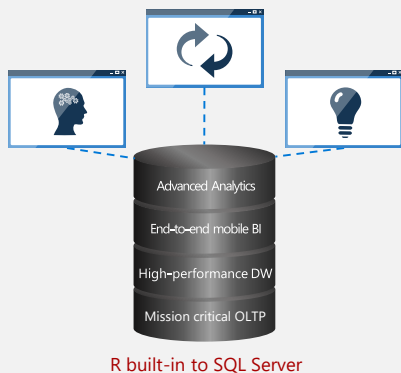 Advanced Analytics
End-to-end mobile BI
High-performance DW
Mission critical OLTP
R built-in to SQL Server